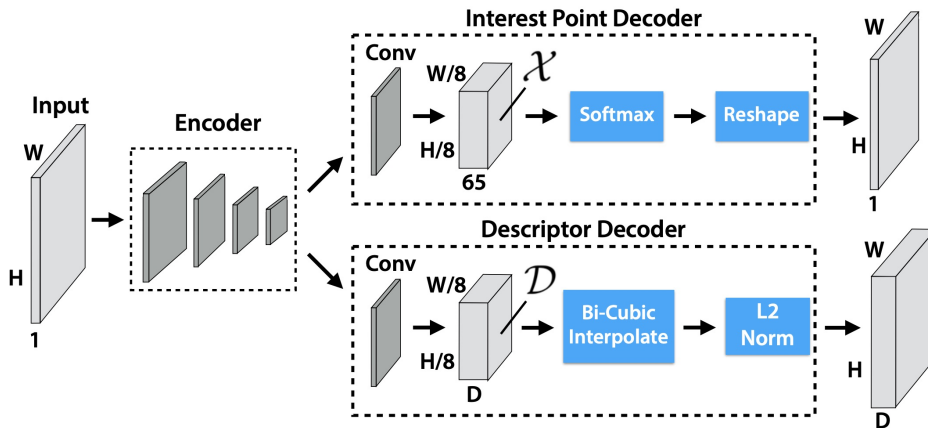 Interest Point Decoder
Conv
W/8
𝒳
H/8
65
Softmax
Reshape
W
H
1
Input
W
H
1
Encoder
Descriptor Decoder
Conv
W/8
𝒟
H/8
D
Bi-Cubic
Interpolate
L2
Norm
W
H
D